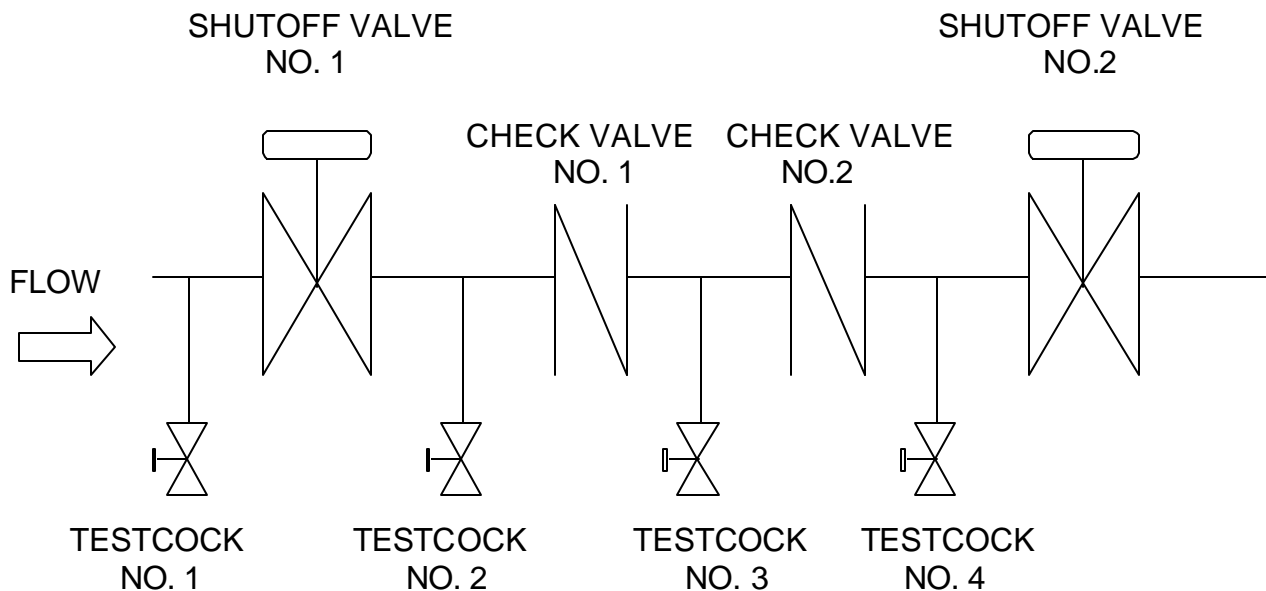 SHUTOFF VALVE
NO. 1
SHUTOFF VALVE
NO.2
CHECK VALVE
NO. 1
CHECK VALVE
NO.2
FLOW
TESTCOCK
NO. 1
TESTCOCK
NO. 2
TESTCOCK
NO. 3
TESTCOCK
NO. 4